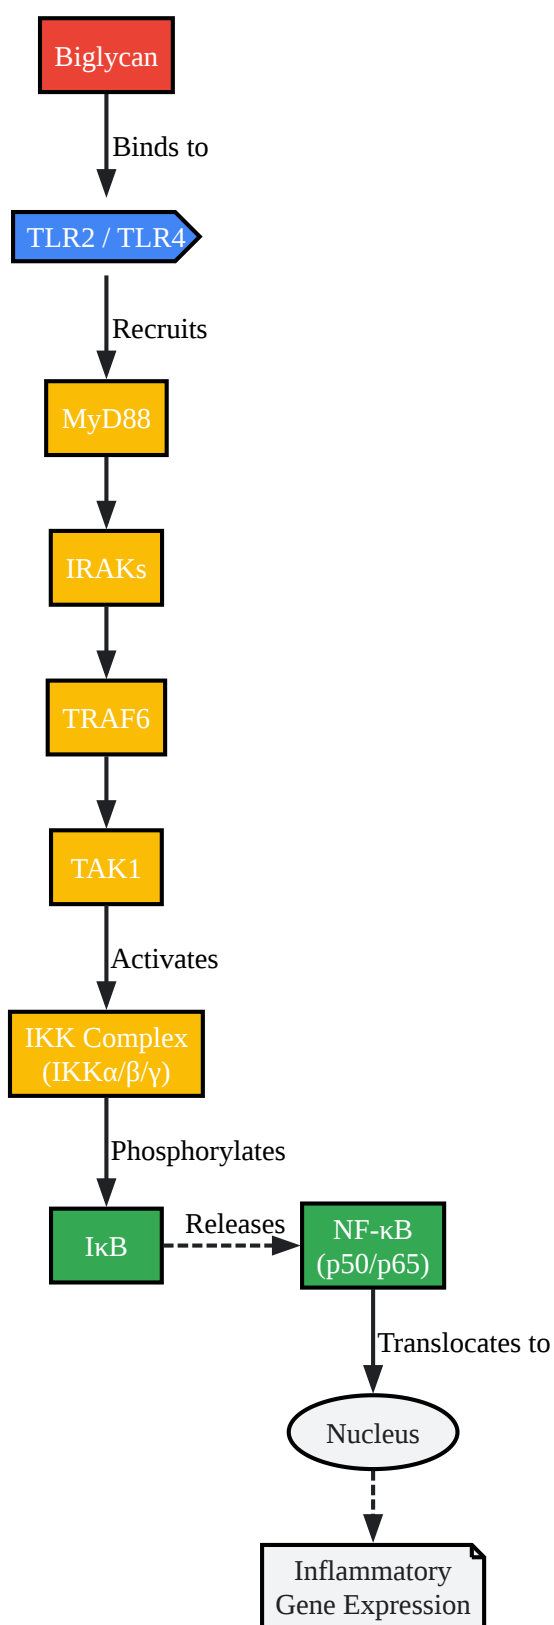 Biglycan
Binds to
TLR2 / TLR4
Recruits
MyD88
IRAKs
TRAF6
TAK1
Activates
IKK Complex
(IKKα/β/γ)
Phosphorylates
IκB
Releases
NF-κB
(p50/p65)
Translocates to
Nucleus
Inflammatory
Gene Expression